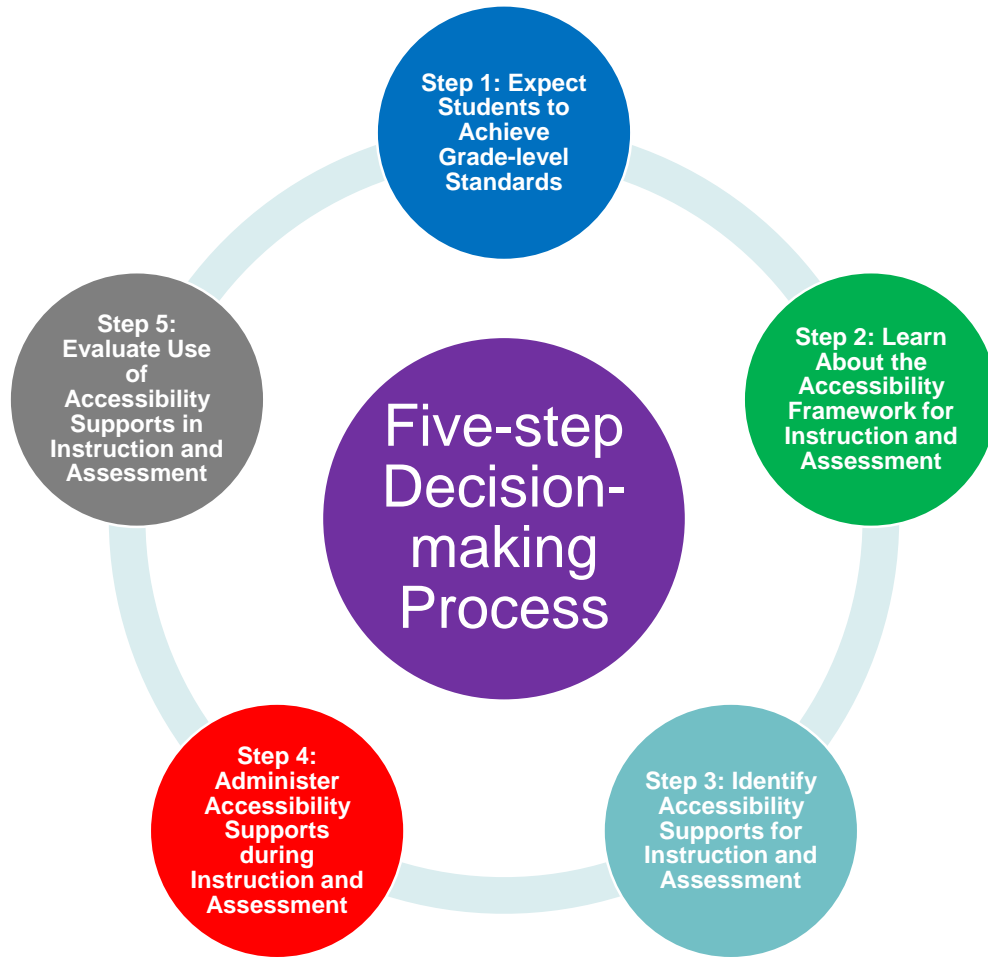 Step 1: Expect
Students to
Achieve
Grade-level
Standards
Step 2: Learn
About the
Accessibility
Framework for
Instruction and
Assessment
Step 3: Identify
Accessibility
Supports for
Instruction and
Assessment
Step 4:
Administer
Accessibility
Supports
during
Instruction and
Assessment
Step 5:
Evaluate Use
of
Accessibility
Supports in
Instruction and
Assessment
Five-step
Decision-
making
Process